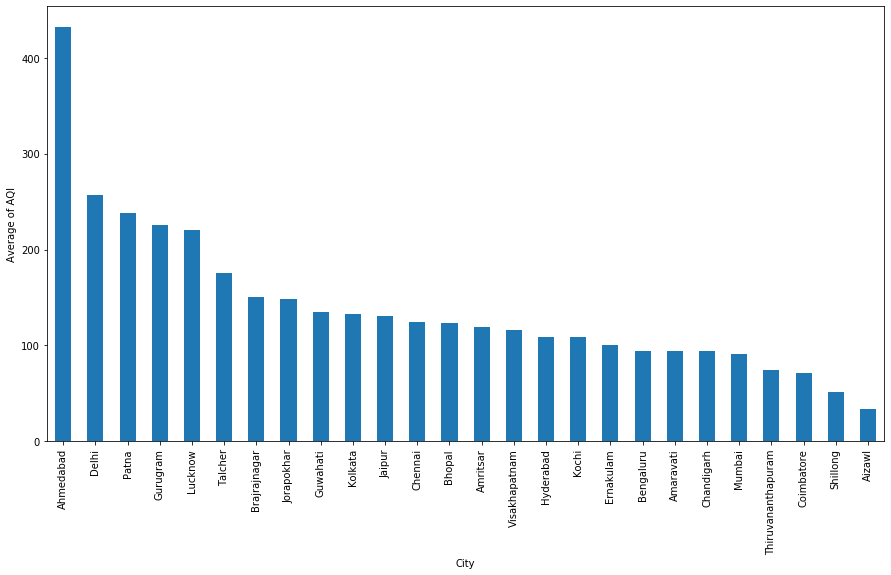 400
300
200
100
0
Average of AQI
Ahmedabad
Delhi
Patna
Gurugram
Lucknow
Talcher
Brajrajnagar
Jorapokhar
Guwahati
Kolkata
Jaipur
Chennai
Bhopal
Amritsar
Visakhapatnam
Hyderabad
Kochi
Ernakulam
Bengaluru
Amaravati
Chandigarh
Mumbai
Thiruvananthapuram
Coimbatore
Shillong
Aizawl
City